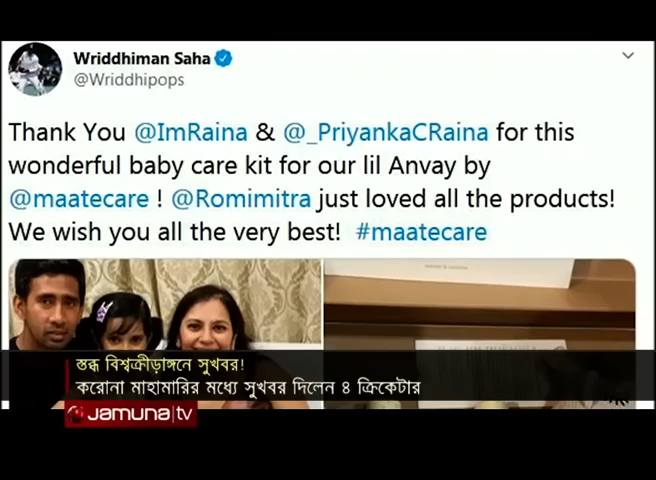 Wriddhiman Saha
@Wriddhipops
Thank You @ImRaina & @_PriyankaCRaina for this
wonderful baby care kit for our lil Anvay by
@maatecare ! @Romimitra just loved all the products!
We wish you all the very best! #maatecare
স্তব্ধ বিশ্বক্রীড়াঙ্গনে সুখবর!
করোনা মাহামারির মধ্যে সুখবর দিলেন ৪ ক্রিকেটার
Jamuna tv